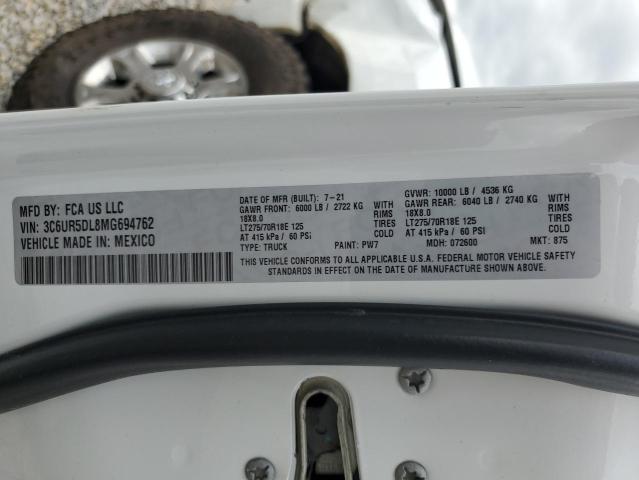 MFD BY: FCA US LLC
VIN: 3C6UR5DL8MG694762
VEHICLE MADE IN: MEXICO
DATE OF MFR (BUILT): 7-21
GAWR FRONT: 6000 LB / 2722 KG WITH
18X8.0 RIMS
LT275/70R18E 125 TIRES
AT 415 kPa / 60 PSI COLD
TYPE: TRUCK PAINT: PW7
GVWR: 10000 LB / 4536 KG
GAWR REAR: 6040 LB / 2740 KG WITH
18X8.0 RIMS
LT275/70R18E 125 TIRES
AT 415 kPa / 60 PSI COLD
MDH: 072600 MKT: 875
THIS VEHICLE CONFORMS TO ALL APPLICABLE U.S.A. FEDERAL MOTOR VEHICLE SAFETY
STANDARDS IN EFFECT ON THE DATE OF MANUFACTURE SHOWN ABOVE.